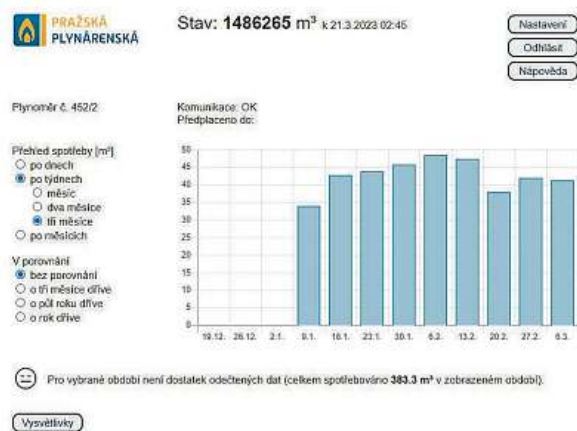 PRAŽSKÁ
PLYNÁRENSKÁ
Stav: 1486265 m³ k 21.3.2023 02:45
Nastavení
Odhlásit
Nápověda
Plynoměr č. 452/2
Komunikace: OK
Předplaceno do:
Přehled spotřeby [m³]
po dnech
po týdnech
měsíc
dva měsíce
tři měsíce
po měsících
V porovnání
bez porovnání
o tři měsíce dříve
o půl roku dříve
o rok dříve
50
45
40
35
30
25
20
15
10
5
0
19.12. 26.12. 2.1. 9.1. 16.1. 23.1. 30.1. 6.2. 13.2. 20.2. 27.2. 6.3.
Pro vybrané období není dostatek odečtených dat (celkem spotřebováno 383.3 m³ v zobrazeném období).
Vysvětlivky